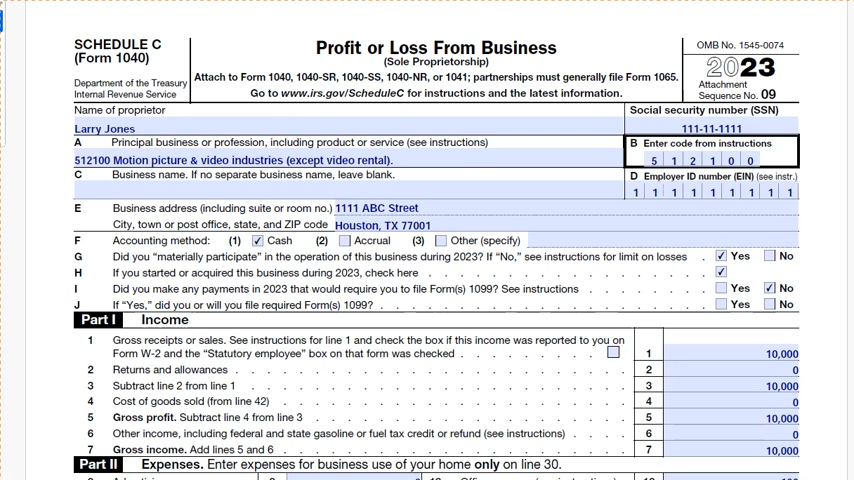 SCHEDULE C
(Form 1040)
Department of the Treasury
Internal Revenue Service
Profit or Loss From Business
(Sole Proprietorship)
Attach to Form 1040, 1040-SR, 1040-SS, 1040-NR, or 1041; partnerships must generally file Form 1065.
Go to www.irs.gov/ScheduleC for instructions and the latest information.
OMB No. 1545-0074
2023
Attachment
Sequence No. 09
Name of proprietor
Social security number (SSN)
Larry Jones
111-11-1111
A Principal business or profession, including product or service (see instructions)
B Enter code from instructions
512100 Motion picture & video industries (except video rental).
5 1 2 1 0 0
C Business name. If no separate business name, leave blank.
D Employer ID number (EIN) (see instr.)
1 1 1 1 1 1 1 1 1
E Business address (including suite or room no.) 1111 ABC Street
City, town or post office, state, and ZIP code Houston, TX 77001
F Accounting method: (1) Cash (2) Accrual (3) Other (specify)
G Did you “materially participate” in the operation of this business during 2023? If “No,” see instructions for limit on losses . Yes No
H If you started or acquired this business during 2023, check here
I Did you make any payments in 2023 that would require you to file Form(s) 1099? See instructions Yes No
J If “Yes,” did you or will you file required Form(s) 1099? Yes No
Part I Income
1 Gross receipts or sales. See instructions for line 1 and check the box if this income was reported to you on
Form W-2 and the “Statutory employee” box on that form was checked 1 10,000
2 Returns and allowances 2 0
3 Subtract line 2 from line 1 3 10,000
4 Cost of goods sold (from line 42) 4 0
5 Gross profit. Subtract line 4 from line 3 5 10,000
6 Other income, including federal and state gasoline or fuel tax credit or refund (see instructions) 6 0
7 Gross income. Add lines 5 and 6 7 10,000
Part II Expenses. Enter expenses for business use of your home only on line 30.